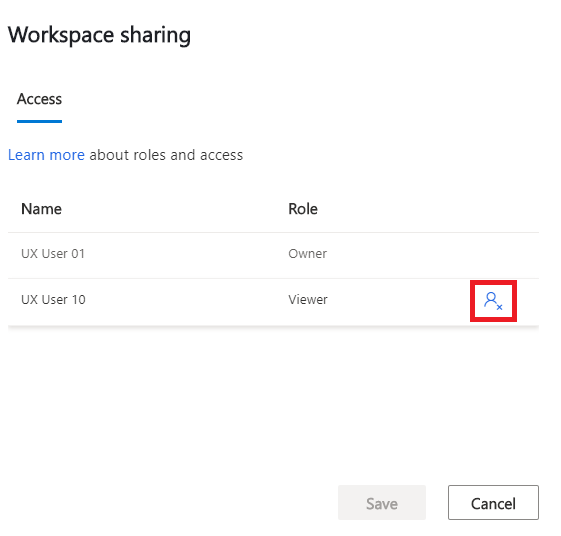 Workspace sharing
Access
Learn more about roles and access
Name Role
UX User 01 Owner
UX User 10 Viewer
Save Cancel